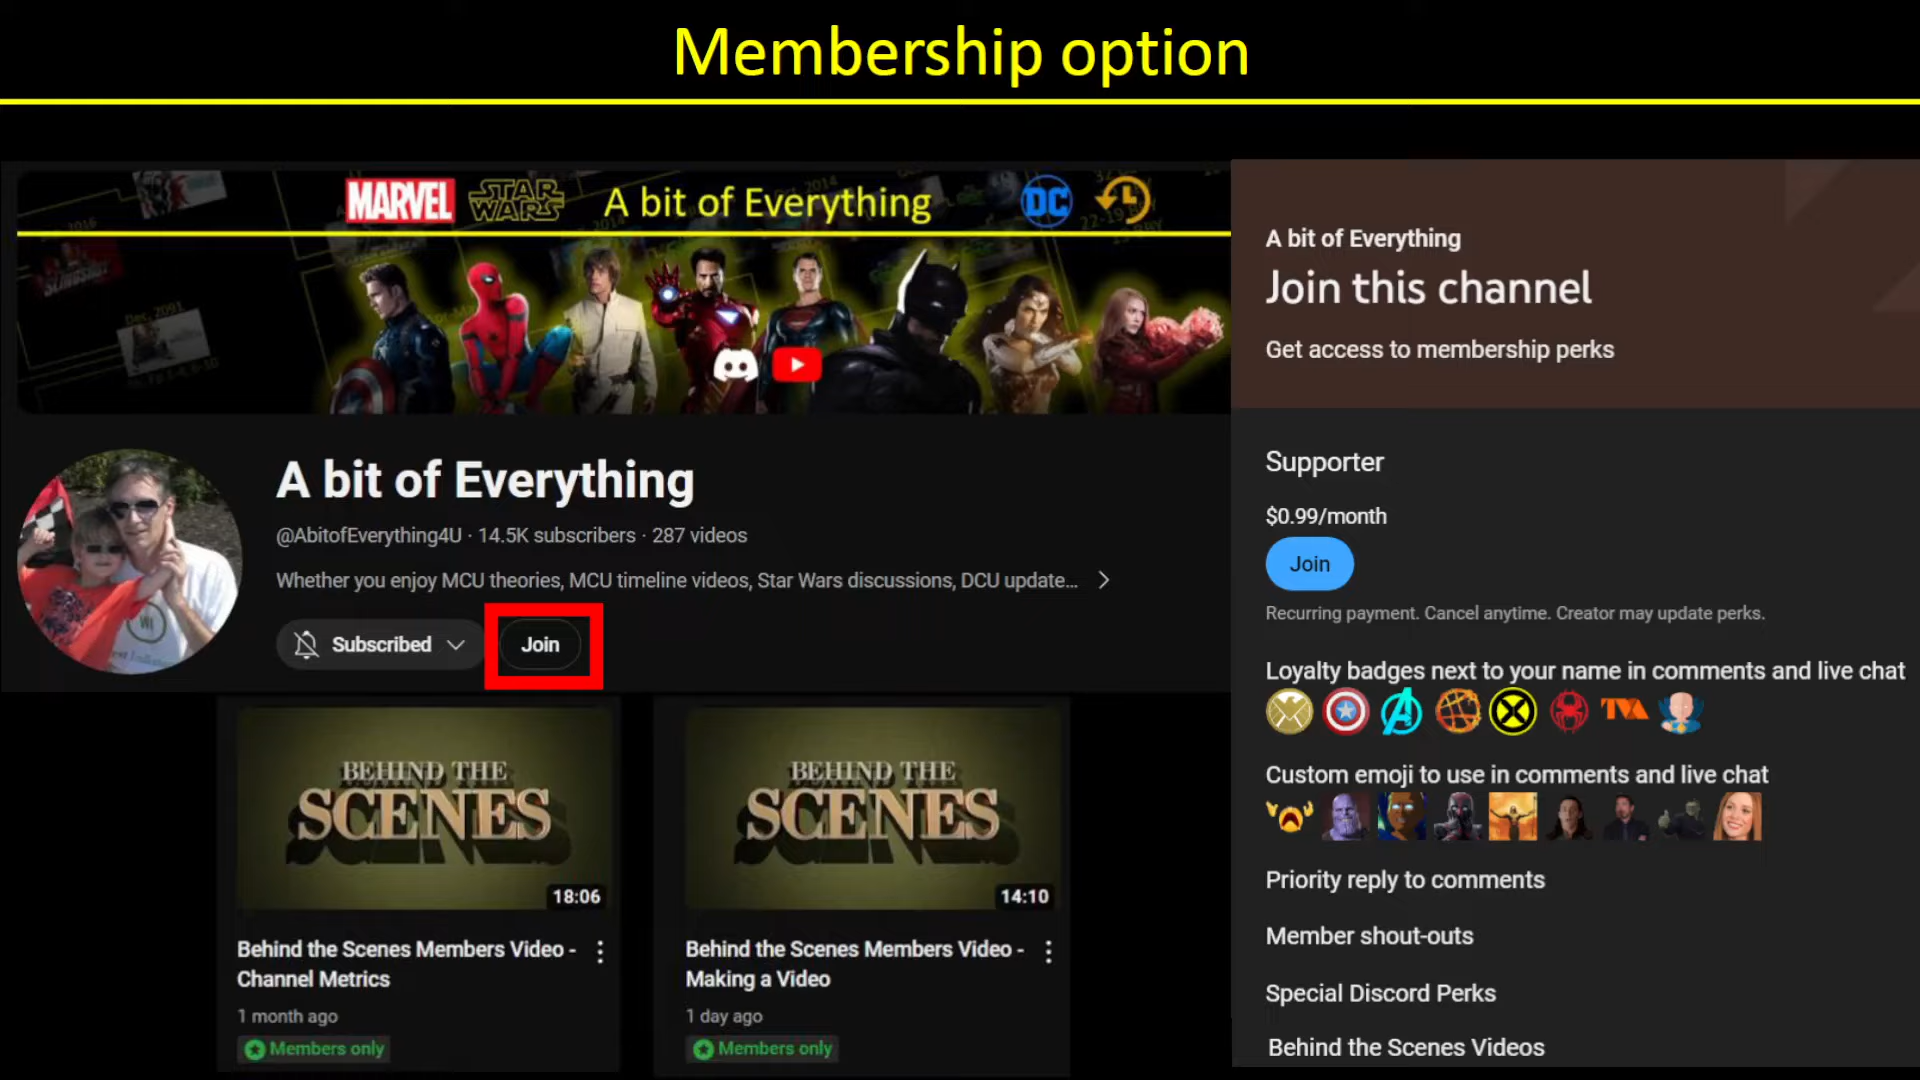 Membership option
MARVEL STAR WARS A bit of Everything DC
A bit of Everything
@AbitofEverything4U · 14.5K subscribers · 287 videos
Whether you enjoy MCU theories, MCU timeline videos, Star Wars discussions, DCU update...
Subscribed Join
BEHIND THE
SCENES
18:06
Behind the Scenes Members Video -
Channel Metrics
1 month ago
Members only
BEHIND THE
SCENES
14:10
Behind the Scenes Members Video -
Making a Video
1 day ago
Members only
A bit of Everything
Join this channel
Get access to membership perks
Supporter
$0.99/month
Join
Recurring payment. Cancel anytime. Creator may update perks.
Loyalty badges next to your name in comments and live chat
TVA
Custom emoji to use in comments and live chat
Priority reply to comments
Member shout-outs
Special Discord Perks
Behind the Scenes Videos